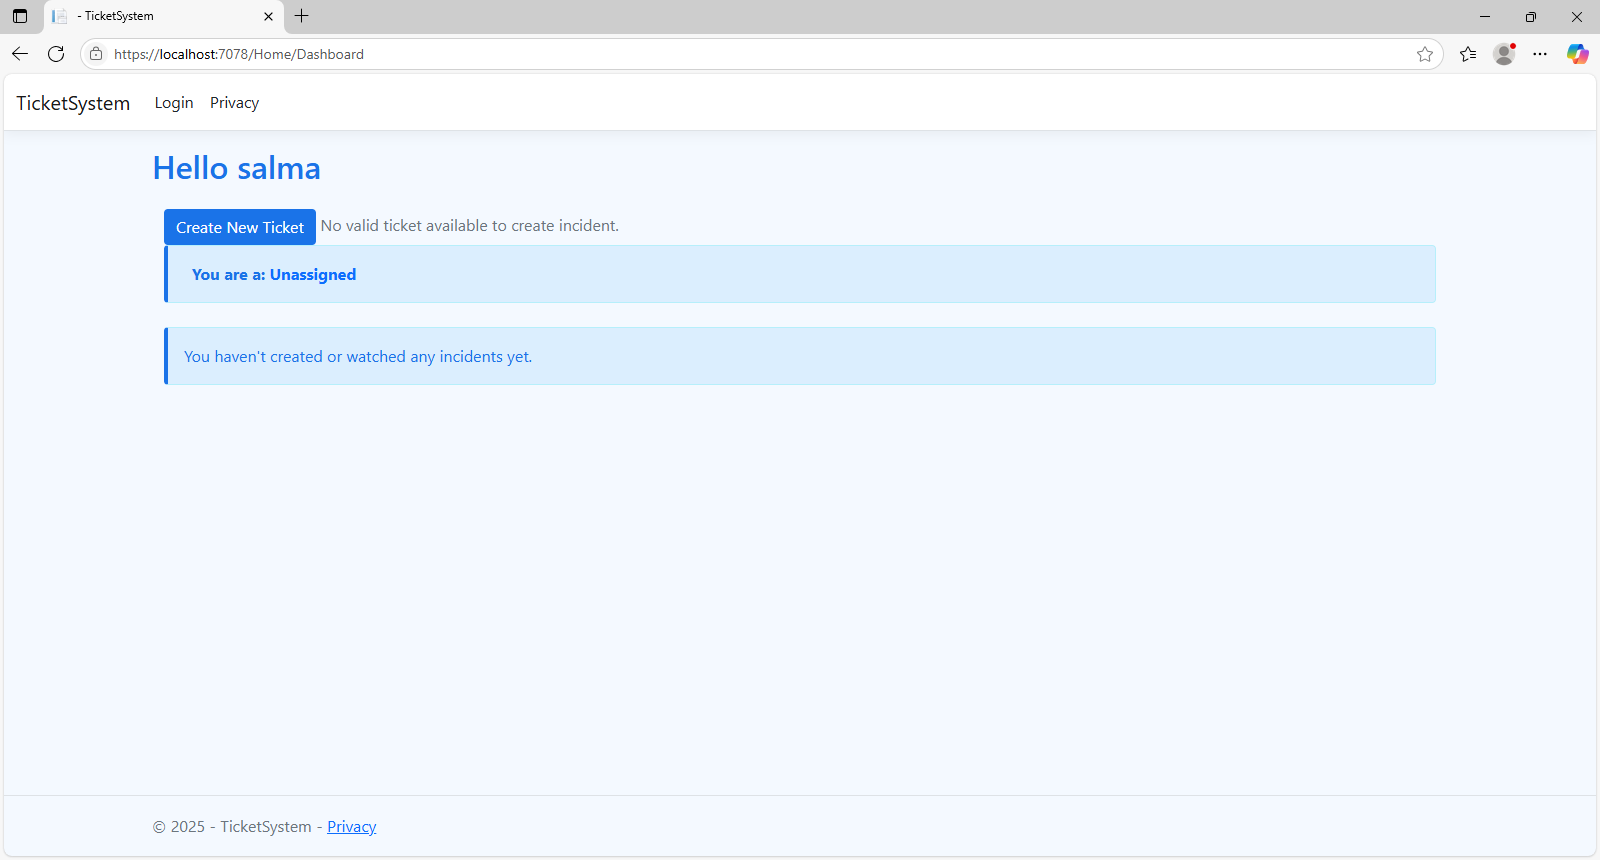 - TicketSystem
https://localhost:7078/Home/Dashboard
TicketSystem Login Privacy
Hello salma
Create New Ticket No valid ticket available to create incident.
You are a: Unassigned
You haven't created or watched any incidents yet.
© 2025 - TicketSystem - Privacy